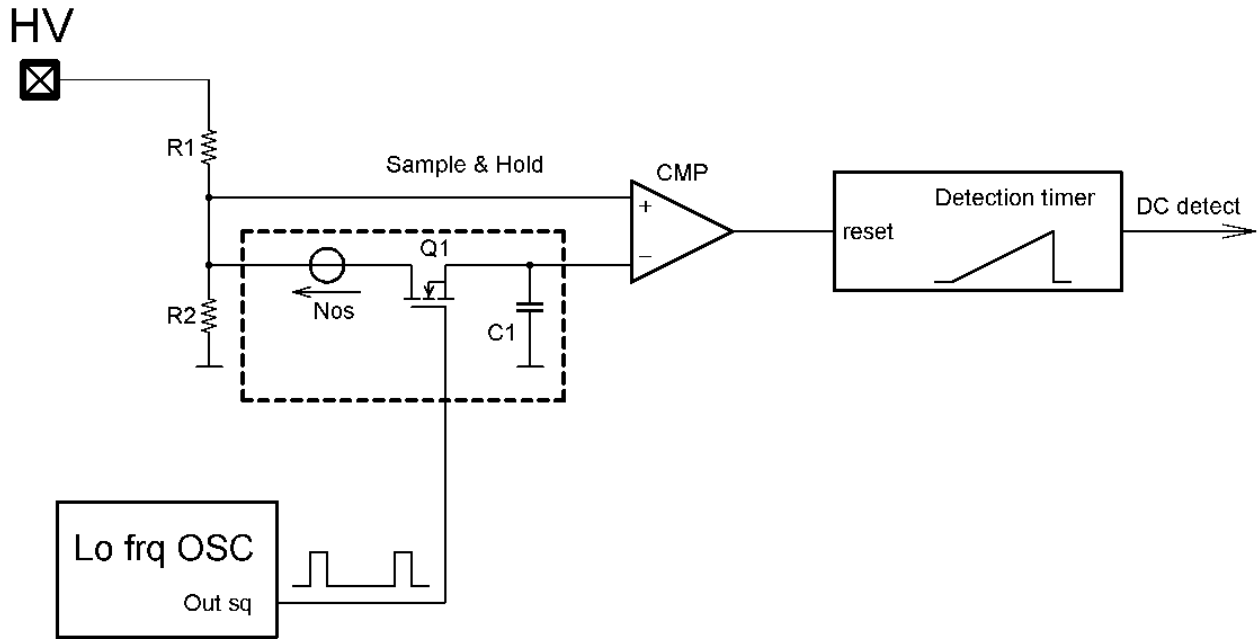 HV
R1
Sample & Hold
CMP
+
Detection timer
DC detect
reset
Q1
−
Nos
R2
C1
Lo frq OSC
Out sq